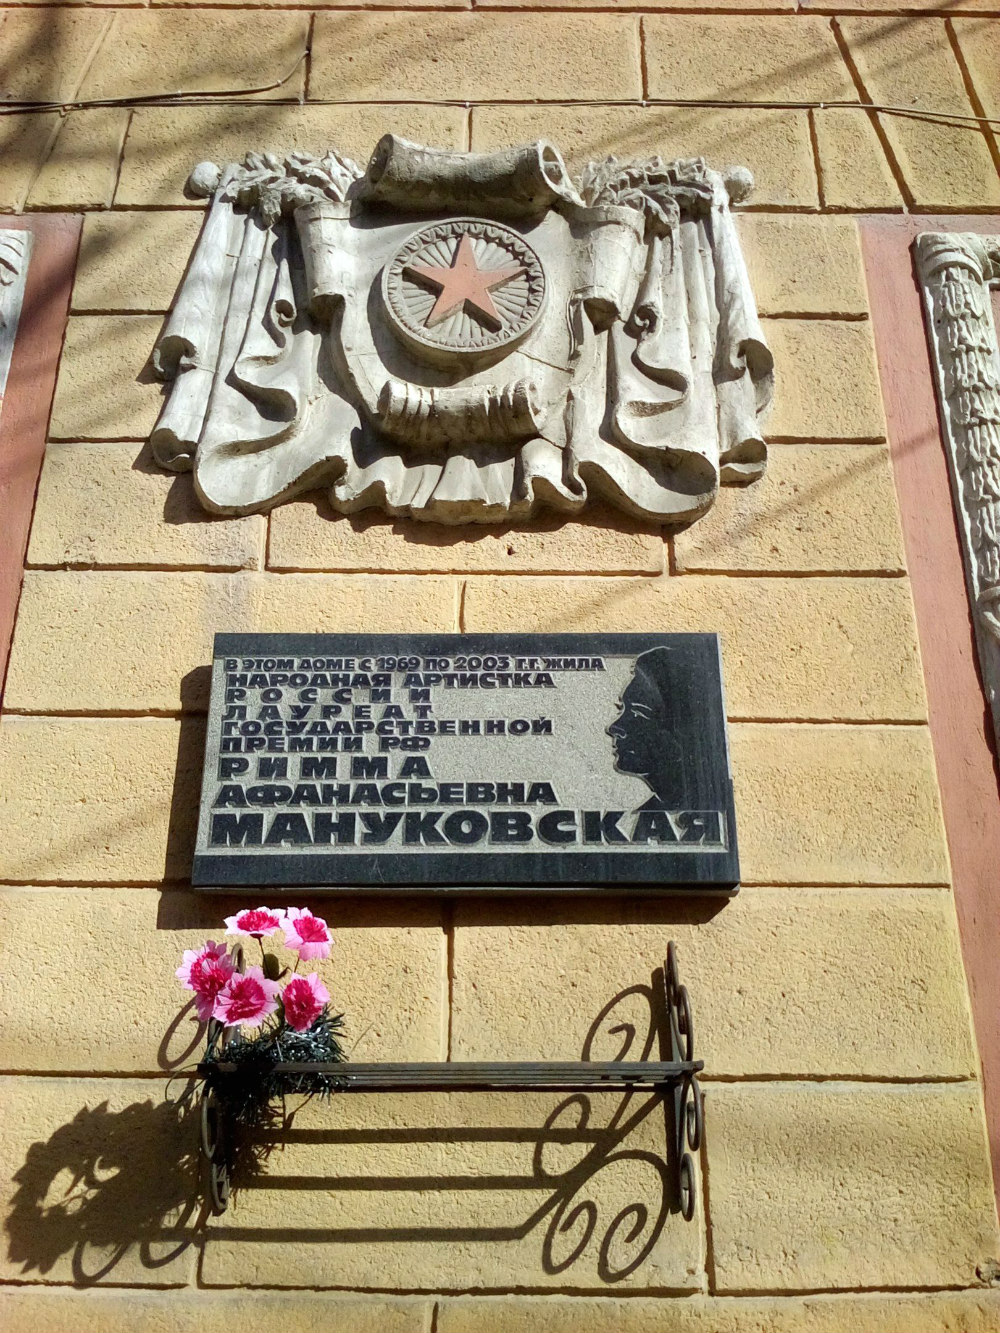 В ЭТОМ ДОМЕ С 1969 ПО 2003 Г.Г. ЖИЛА
НАРОДНАЯ АРТИСТКА
РОССИИ
ЛАУРЕАТ
ГОСУДАРСТВЕННОЙ
ПРЕМИИ РФ
РИММА
АФАНАСЬЕВНА
МАНУКОВСКАЯ